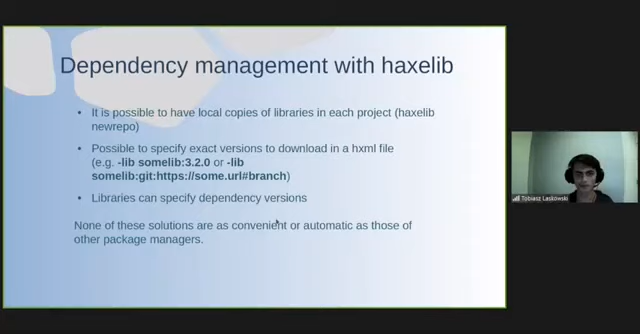 Dependency management with haxelib
• It is possible to have local copies of libraries in each project (haxelib
newrepo)
• Possible to specify exact versions to download in a hxml file
(e.g. -lib somelib:3.2.0 or -lib
somelib:git:https://some.url#branch)
• Libraries can specify dependency versions
None of these solutions are as convenient or automatic as those of
other package managers.
Tobiasz Laskowski